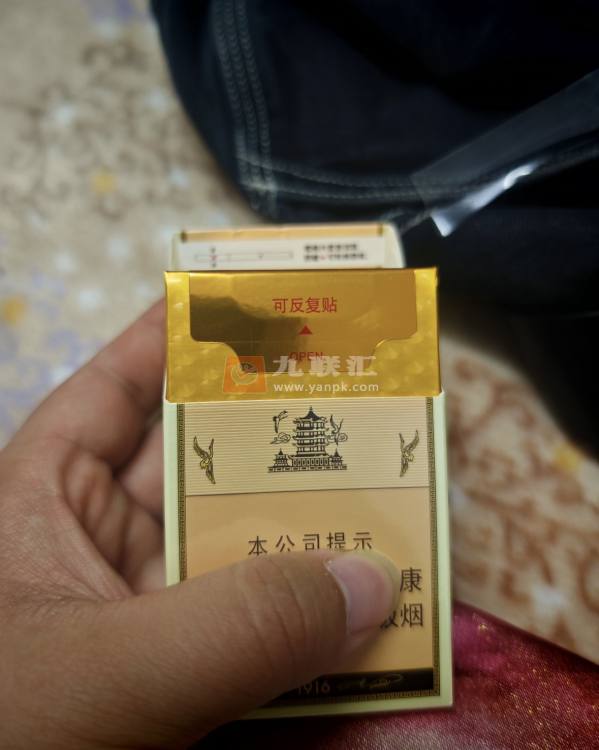 可反复贴
OPEN
九联汇
www.yanpk.com
本公司提示
康
吸烟
1916